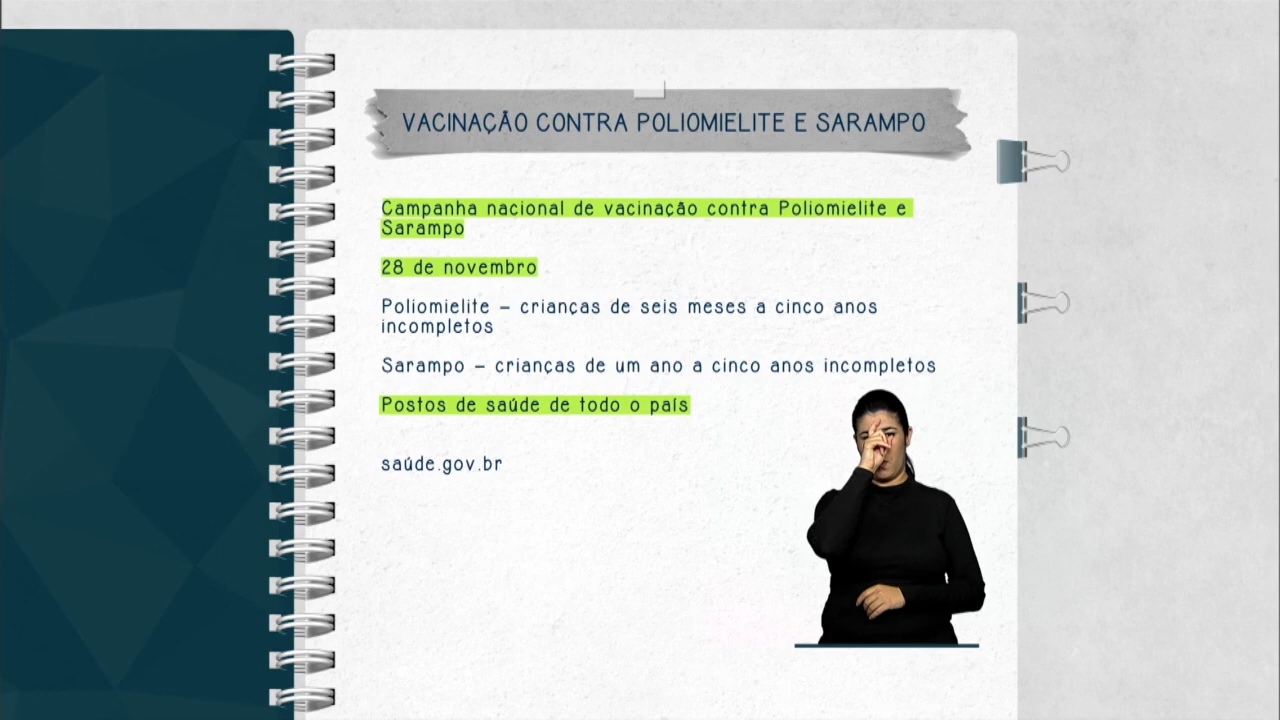 VACINAÇÃO CONTRA POLIOMIELITE E SARAMPO
Campanha nacional de vacinação contra Poliomielite e
Sarampo
28 de novembro
Poliomielite – crianças de seis meses a cinco anos
incompletos
Sarampo – crianças de um ano a cinco anos incompletos
Postos de saúde de todo o país
saúde.gov.br